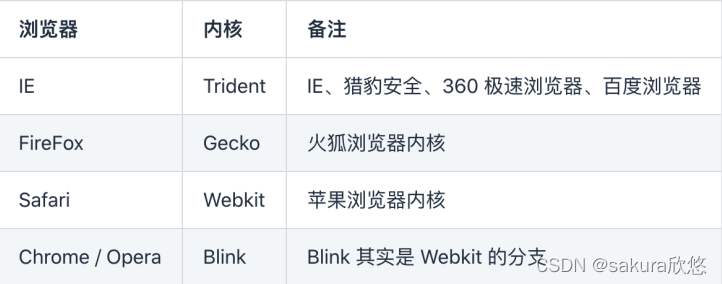 浏览器 内核 备注
IE Trident IE、猎豹安全、360 极速浏览器、百度浏览器
FireFox Gecko 火狐浏览器内核
Safari Webkit 苹果浏览器内核
Chrome / Opera Blink Blink 其实是 Webkit 的分支
CSDN @sakura欣悠